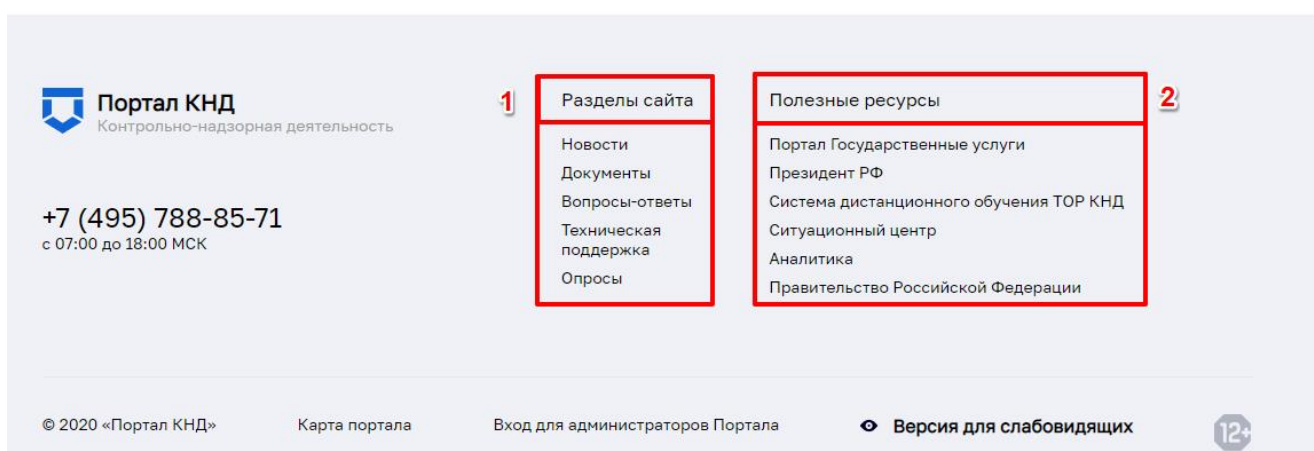 Портал КНД
Контрольно-надзорная деятельность
+7 (495) 788-85-71
с 07:00 до 18:00 МСК
1
Разделы сайта
Новости
Документы
Вопросы-ответы
Техническая
поддержка
Опросы
Полезные ресурсы
2
Портал Государственные услуги
Президент РФ
Система дистанционного обучения ТОР КНД
Ситуационный центр
Аналитика
Правительство Российской Федерации
© 2020 «Портал КНД»
Карта портала
Вход для администраторов Портала
Версия для слабовидящих
12+